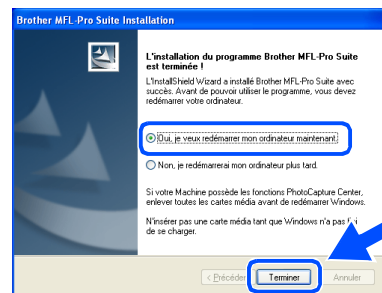 Brother MFL-Pro Suite Installation
L'installation du programme Brother MFL-Pro Suite
est terminée !
L'InstallShield Wizard a installé Brother MFL-Pro Suite avec
succès. Avant de pouvoir utiliser le programme, vous devez
redémarrer votre ordinateur.
Oui, je veux redémarrer mon ordinateur maintenant.
Non, je redémarrerai mon ordinateur plus tard.
Si votre Machine possède les fonctions PhotoCapture Center,
enlever toutes les cartes média avant de redémarrer Windows.
N'insérer pas une carte média tant que Windows n'a pas
de se charger.
< Précéder
Terminer
Annuler